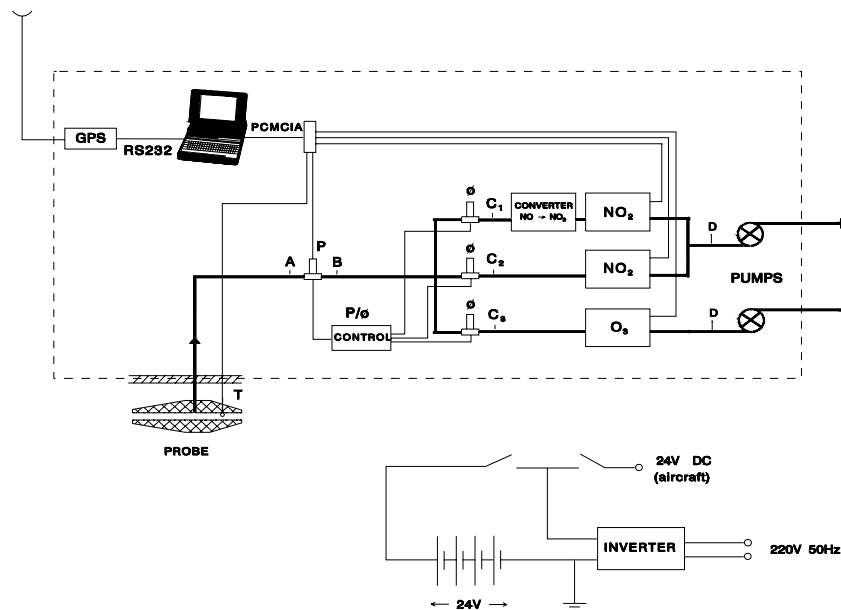 GPS
RS232
PCMCIA
P
A
B
T
PROBE
P/ø
CONTROL
ø
C₁
CONVERTER
NO → NO₂
NO₂
ø
C₂
NO₂
ø
C₃
O₃
D
PUMPS
D
24V DC
(aircraft)
INVERTER
220V 50Hz
← 24V →